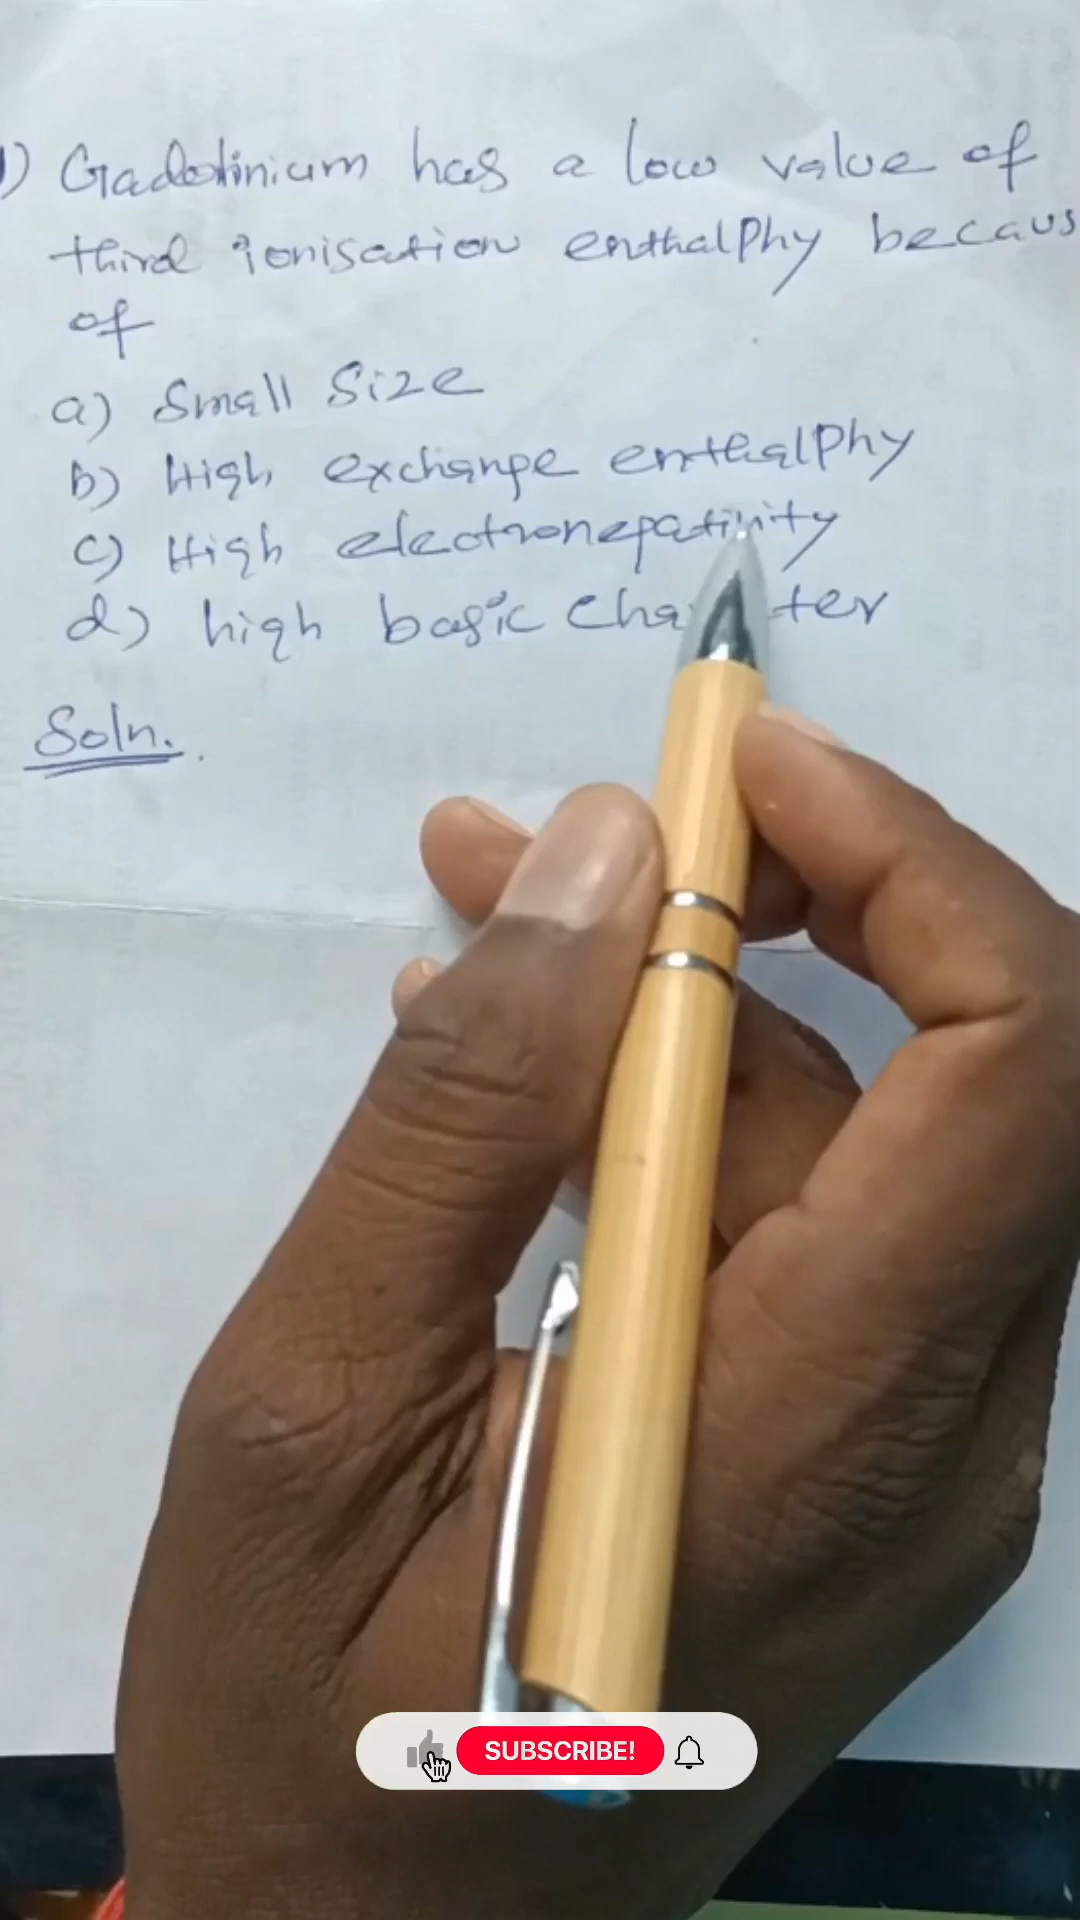 1) Gadolinium has a low value of
third ionisation enthalphy becaus
of
a) Small Size
b) High exchange enthalphy
c) High electronegativity
d) high basic
Soln.
SUBSCRIBE!